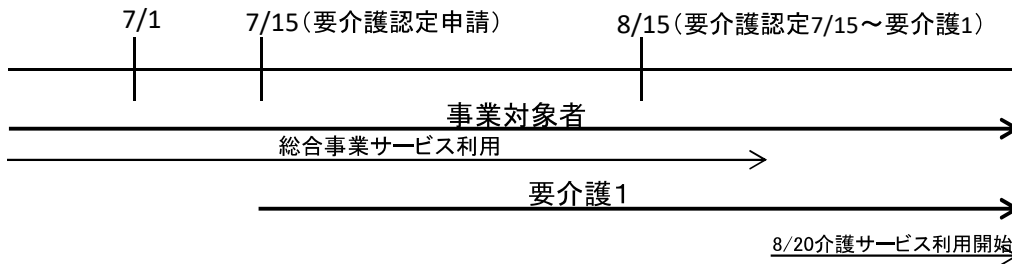 7/1 7/15(要介護認定申請) 8/15(要介護認定7/15～要介護1)
事業対象者
総合事業サービス利用
要介護１
8/20介護サービス利用開始